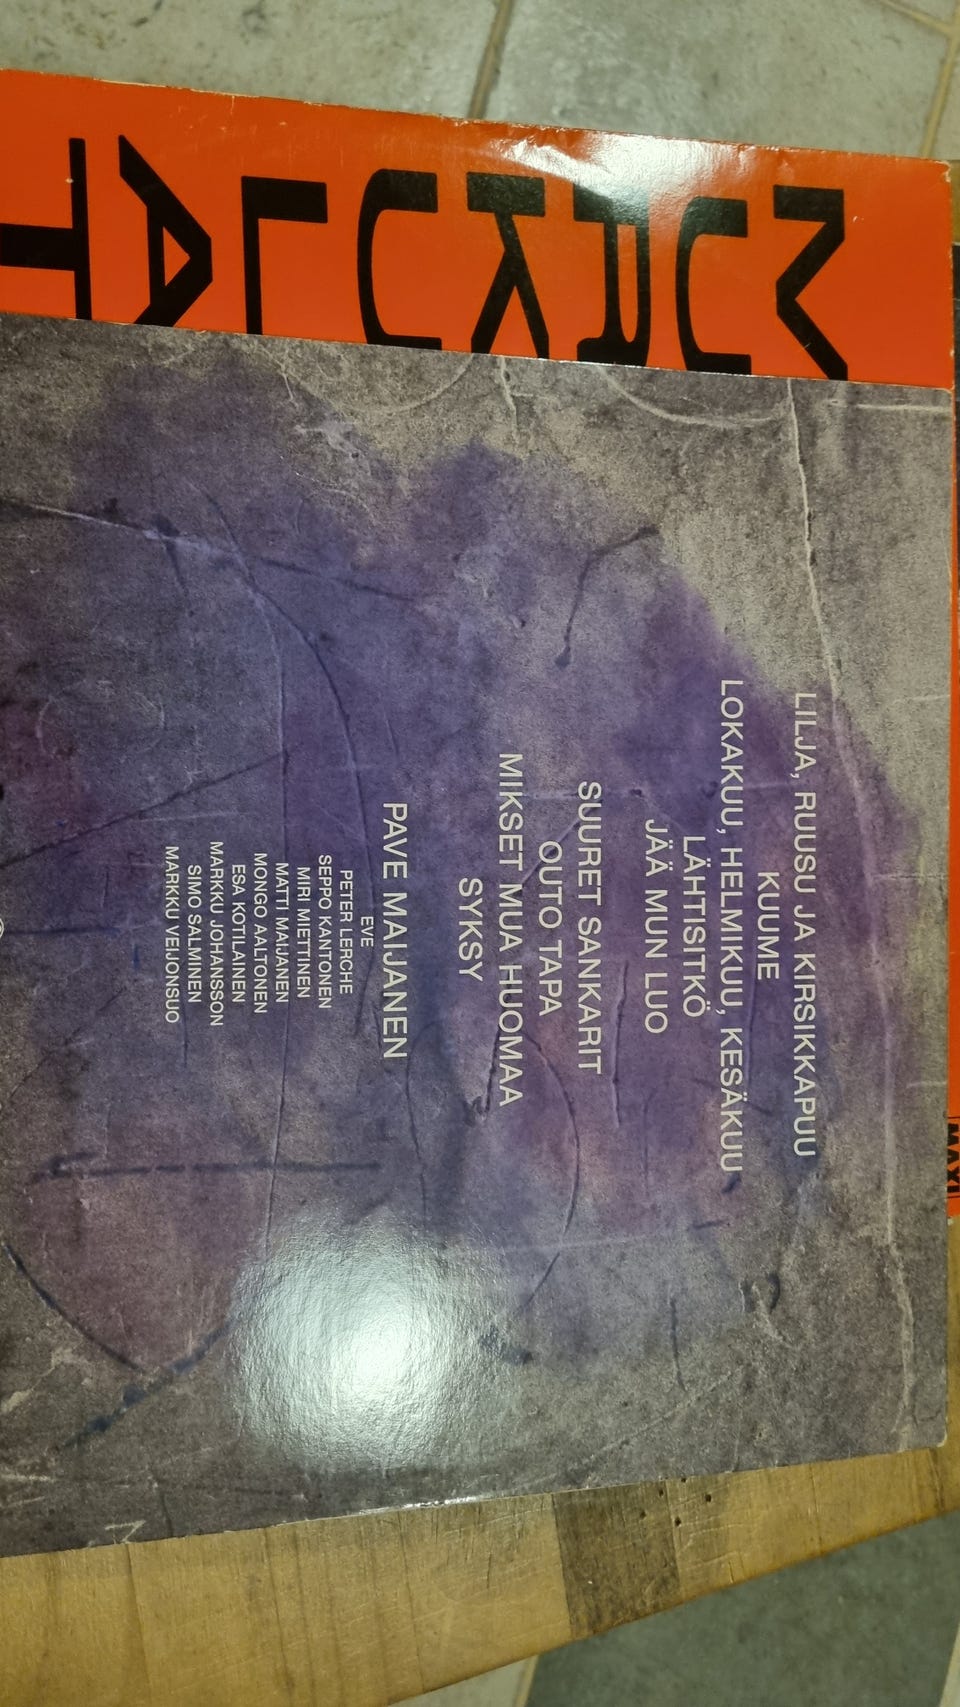 M
U
R
K
U
L
A
T
MAXI
LILJA, RUUSU JA KIRSIKKAPUU
KUUME
LOKAKUU, HELMIKUU, KESÄKUU
LÄHTISITKÖ
JÄÄ MUN LUO
SUURET SANKARIT
OUTO TAPA
MIKSET MUA HUOMAA
SYKSY
PAVE MAIJANEN
EVE
PETER LERCHE
SEPPO KANTONEN
MIRI MIETTINEN
MATTI MAIJANEN
MONGO AALTONEN
ESA KOTILAINEN
MARKKU JOHANSSON
SIMO SALMINEN
MARKKU VEIJONSUO